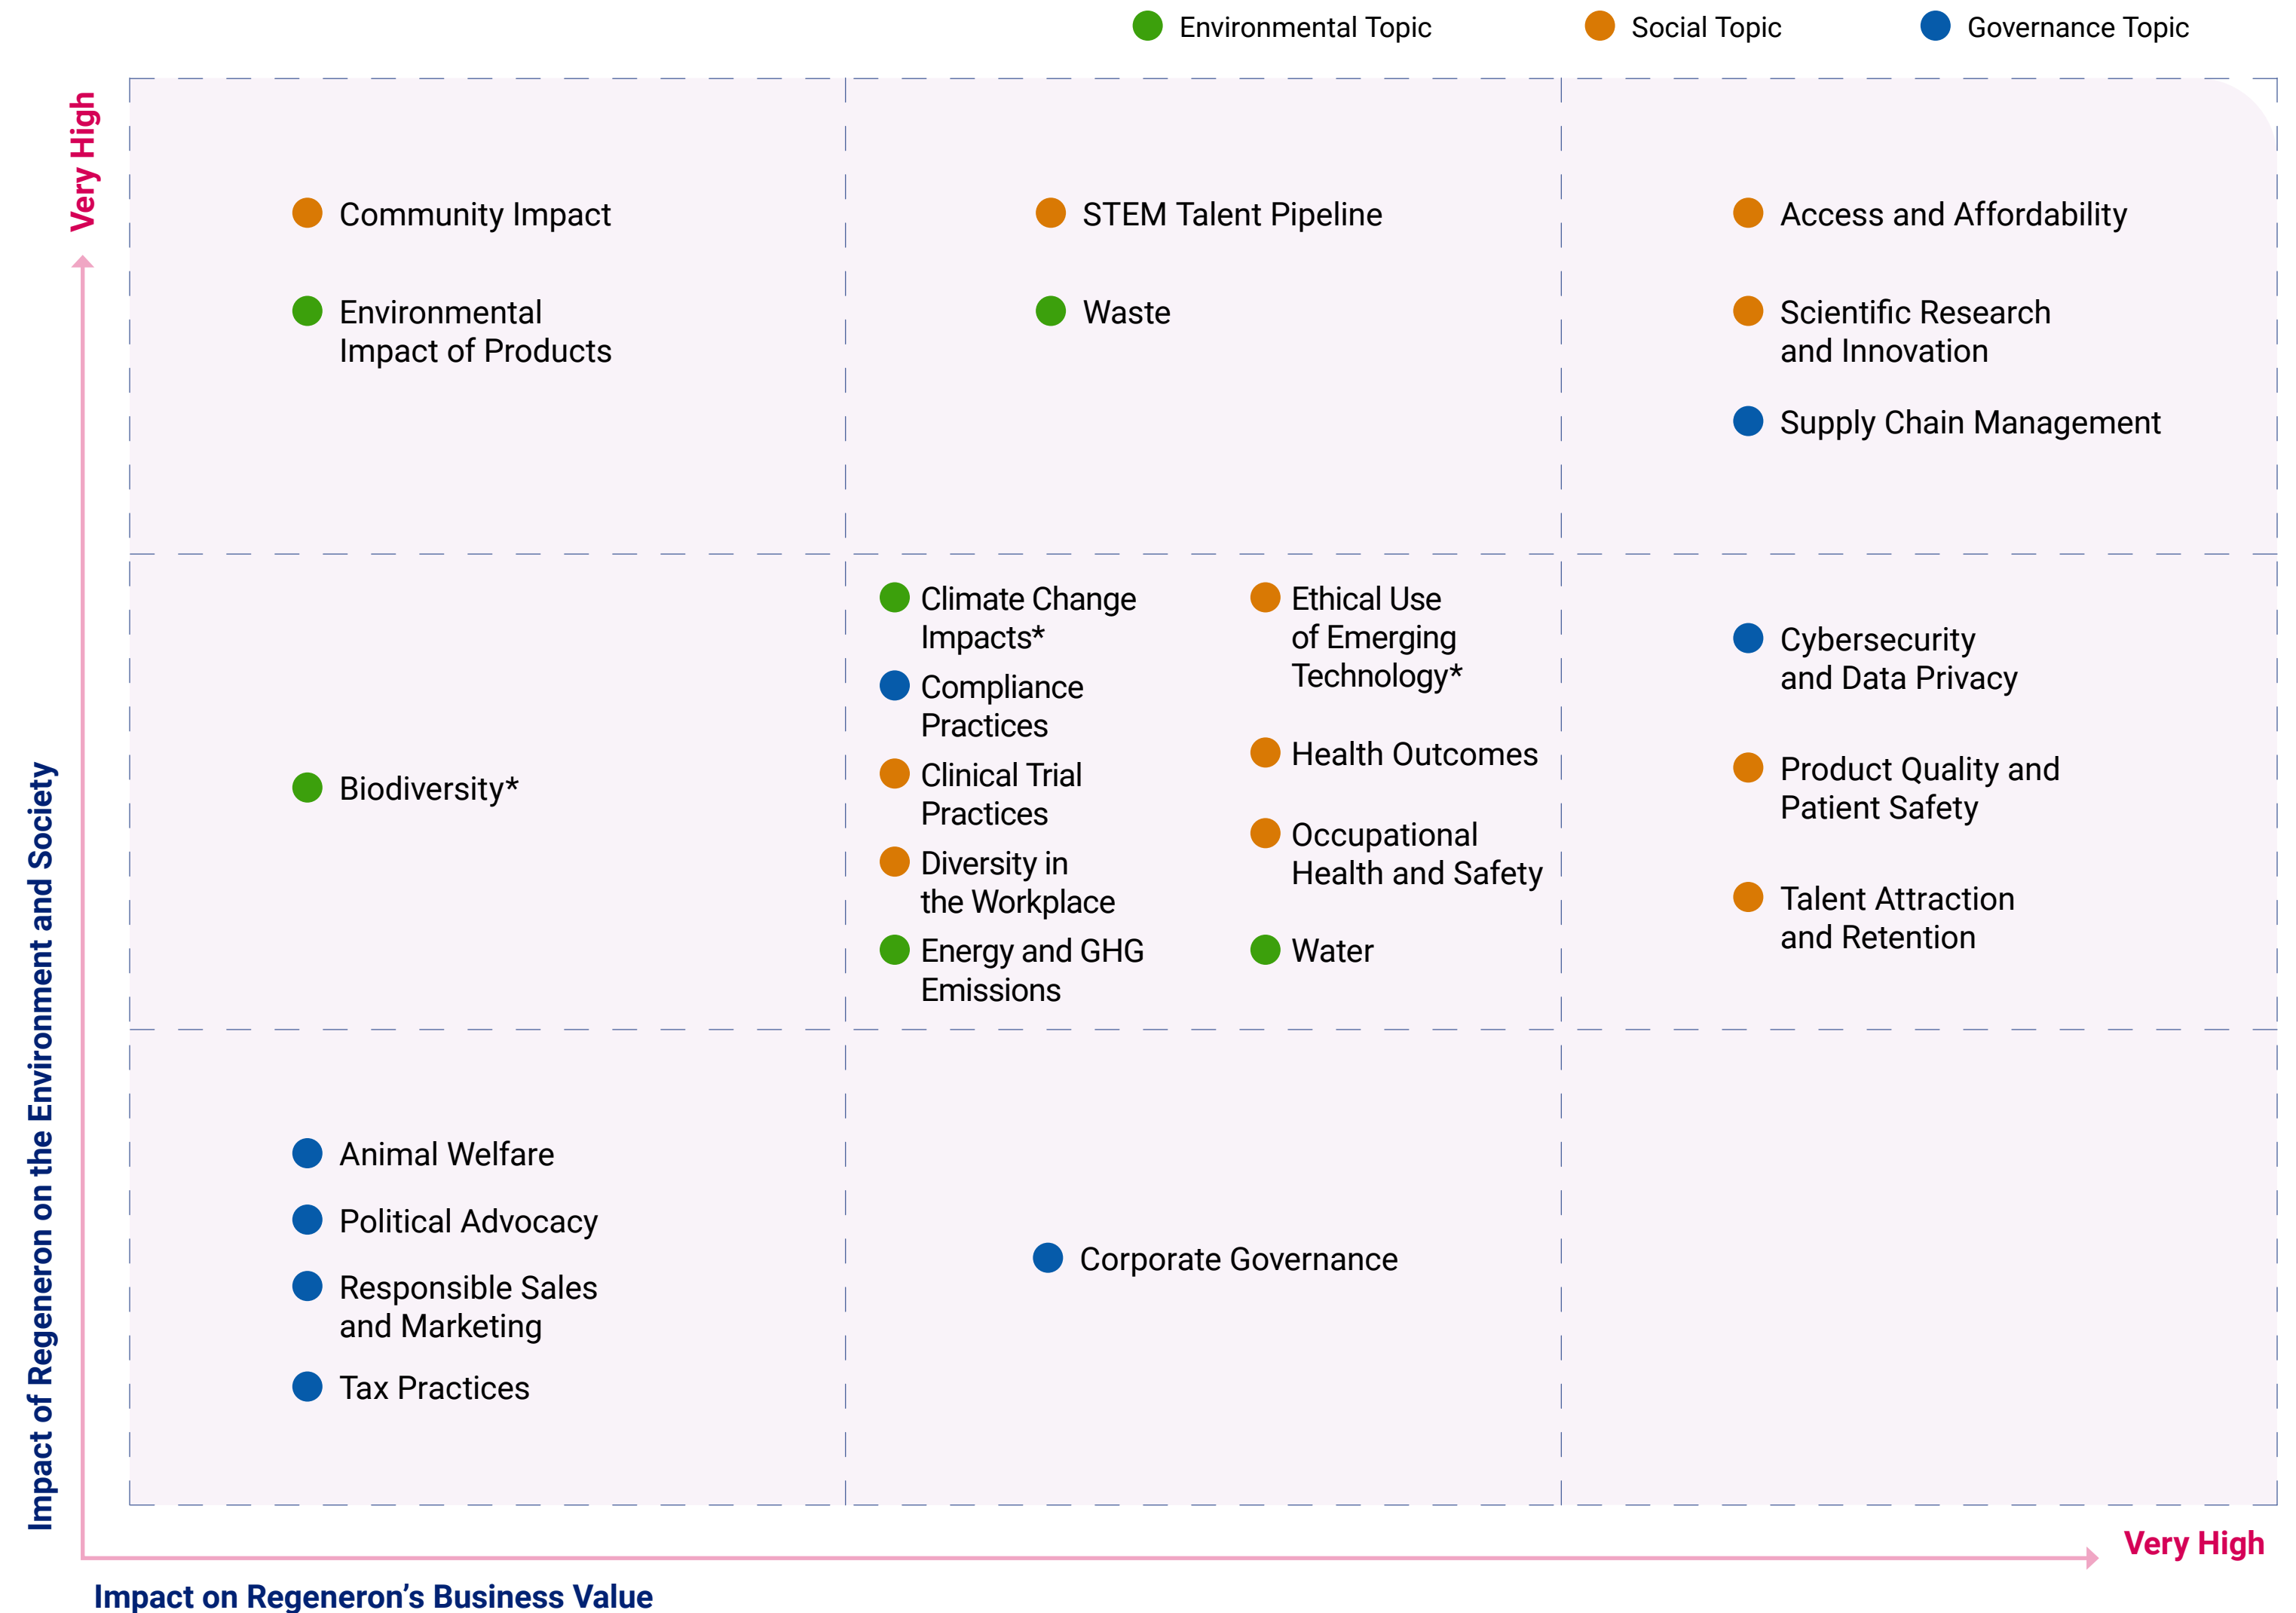 Environmental Topic
Social Topic
Governance Topic
Very High
Impact of Regeneron on the Environment and Society
Community Impact
Environmental
Impact of Products
STEM Talent Pipeline
Waste
Access and Affordability
Scientific Research
and Innovation
Supply Chain Management
Biodiversity*
Climate Change
Impacts*
Compliance
Practices
Clinical Trial
Practices
Diversity in
the Workplace
Energy and GHG
Emissions
Ethical Use
of Emerging
Technology*
Health Outcomes
Occupational
Health and Safety
Water
Cybersecurity
and Data Privacy
Product Quality and
Patient Safety
Talent Attraction
and Retention
Animal Welfare
Political Advocacy
Responsible Sales
and Marketing
Tax Practices
Corporate Governance
Very High
Impact on Regeneron’s Business Value